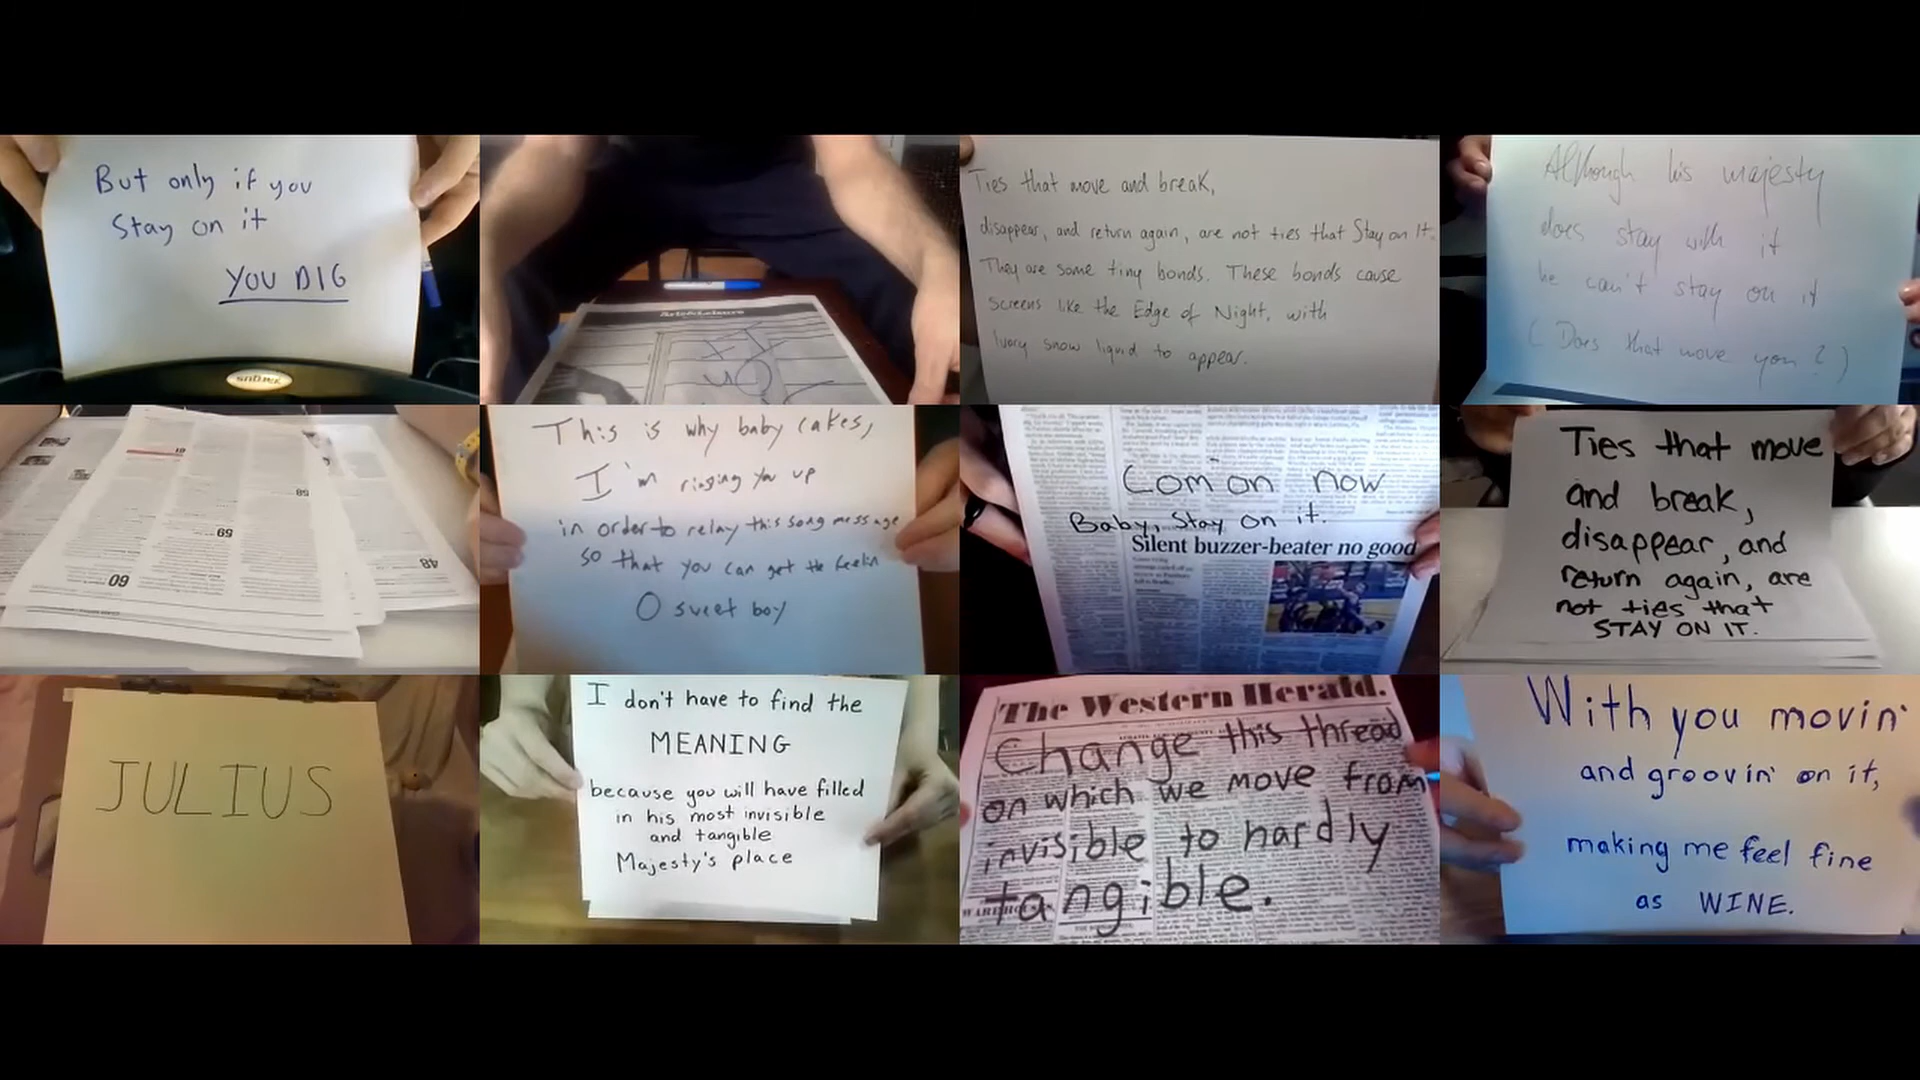 But only if you
Stay on it
YOU DIG
SnüGrax
Arts&Leisure
Ties that move and break,
disappear, and return again, are not ties that Stay on It.
They are some tiny bonds. These bonds cause
screens like the Edge of Night, with
Ivory snow liquid to appear.
Although his majesty
does stay with it
he can't stay on it
(Does that move you?)
61
58
59
60
48
This is why baby cakes,
I'm ringing you up
in order to relay this song message
so that you can get the feelin
O sweet boy
Com'on now
Baby, stay on it.
Silent buzzer-beater no good
Ties that move
and break,
disappear, and
return again, are
not ties that
STAY ON IT.
JULIUS
I don't have to find the
MEANING
because you will have filled
in his most invisible
and tangible
Majesty's place
The Western Herald.
Change this thread
on which we move from
invisible to hardly
tangible.
With you movin'
and groovin' on it,
making me feel fine
as WINE.